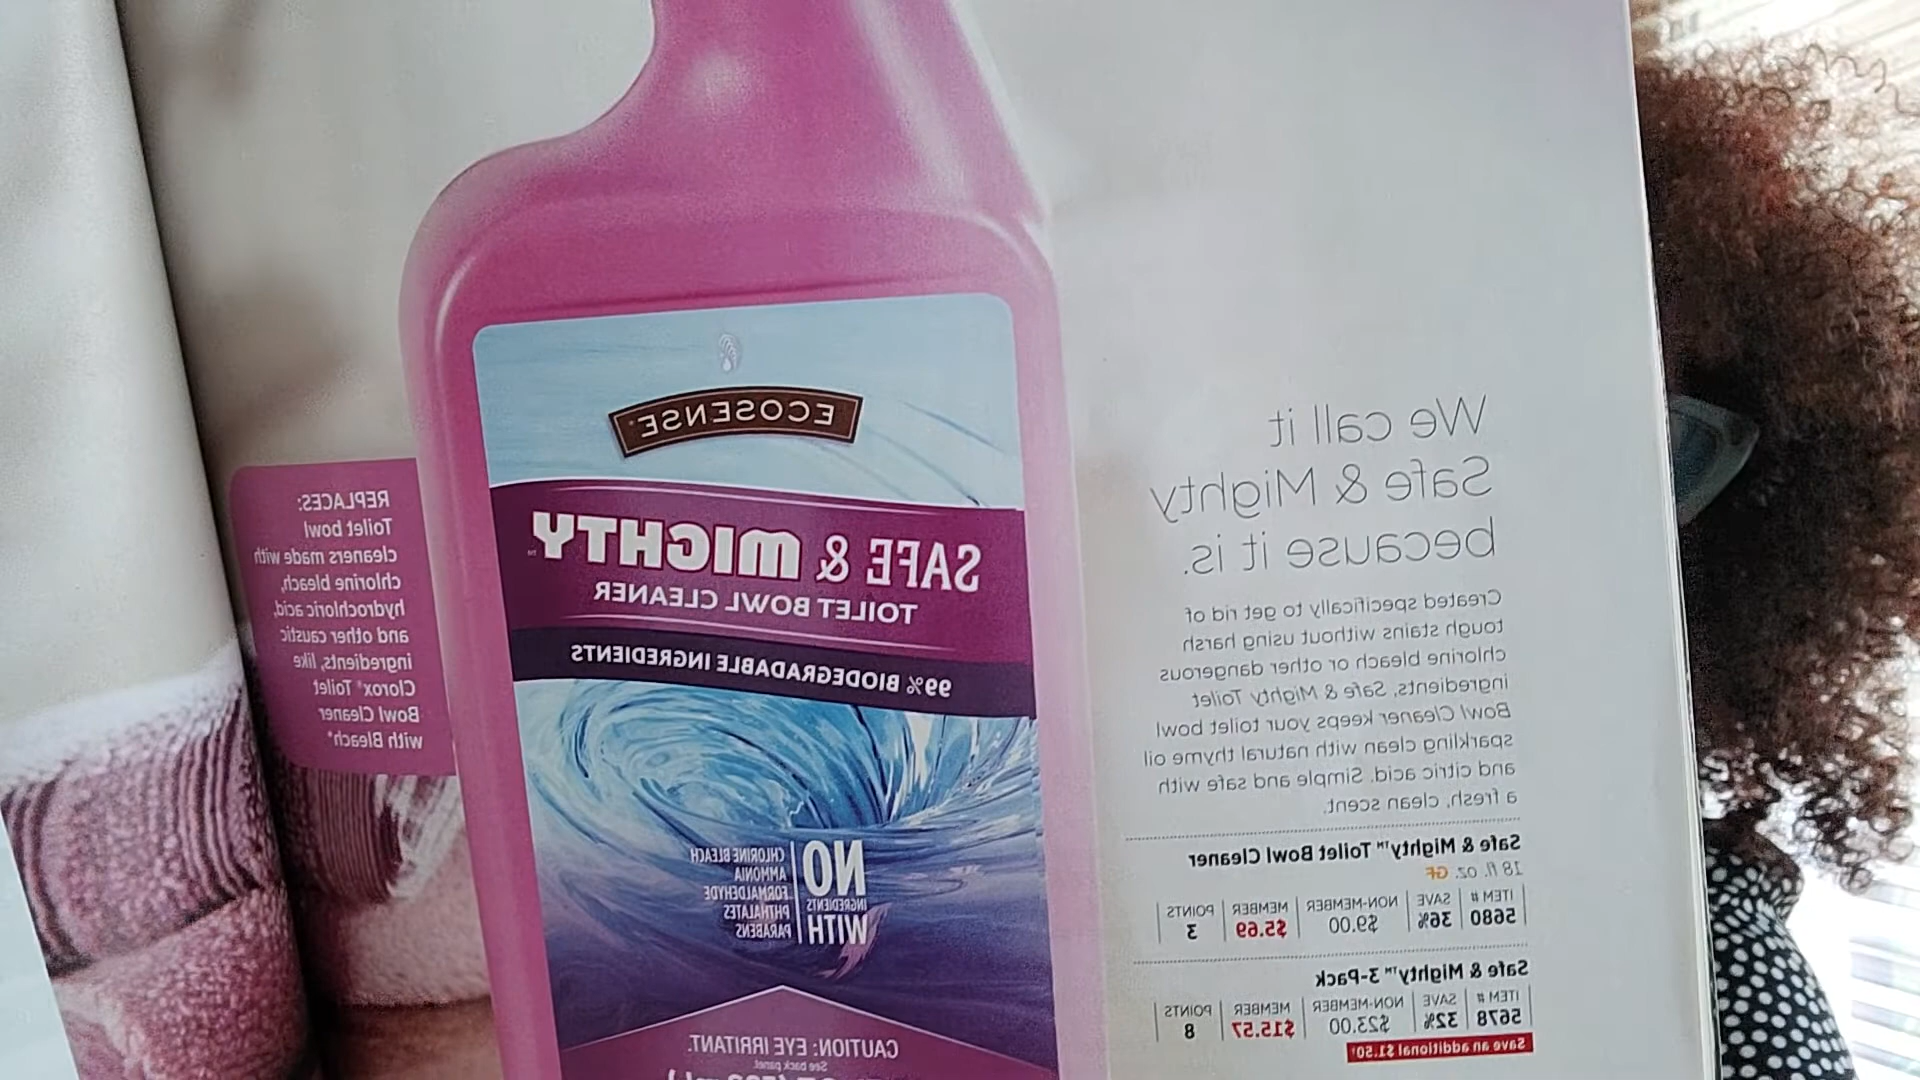 REPLACES:
Toilet bowl
cleaners made with
chlorine bleach,
hydrochloric acid,
and other caustic
ingredients, like
Clorox® Toilet
Bowl Cleaner
with Bleach*
ECOSENSE®
SAFE & MIGHTY™
TOILET BOWL CLEANER
99% BIODEGRADABLE INGREDIENTS
NO
INGREDIENTS
WITH
CHLORINE BLEACH
AMMONIA
FORMALDEHYDE
PHTHALATES
PARABENS
CAUTION: EYE IRRITANT.
See back panel.
We call it
Safe & Mighty
because it is.
Created specifically to get rid of
tough stains without using harsh
chlorine bleach or other dangerous
ingredients, Safe & Mighty Toilet
Bowl Cleaner keeps your toilet bowl
sparkling clean with natural thyme oil
and citric acid. Simple and safe with
a fresh, clean scent.
Safe & Mighty™ Toilet Bowl Cleaner
18 fl. oz. GF
ITEM # SAVE NON-MEMBER MEMBER POINTS
5680 36% $9.00 $5.69 3
Safe & Mighty™ 3-Pack
ITEM # SAVE NON-MEMBER MEMBER POINTS
5678 32% $23.00 $15.57 8
Save an additional $1.50†